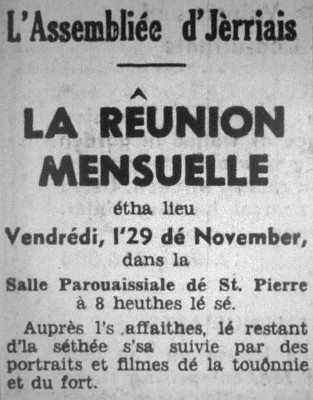 L'Assembliée d'Jèrriais
LA RÊUNION
MENSUELLE
étha lieu
Vendrédi, l'29 dé November,
dans la
Salle Parouaissiale dé St. Pierre
à 8 heuthes lé sé.
Auprès l's affaithes, lé restant
d'la séthée s'sa suivie par des
portraits et filmes dé la touônnie
et du fort.